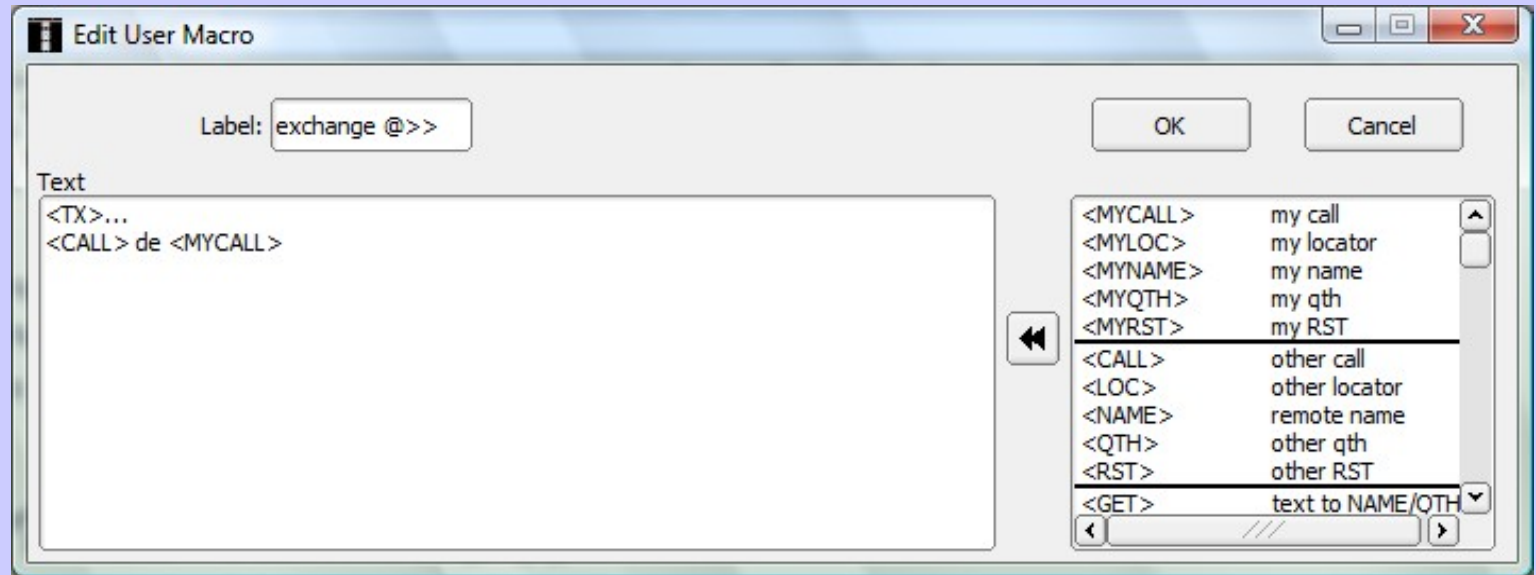 Edit User Macro
Label: exchange @>>
OK
Cancel
Text
<TX>...
<CALL> de <MYCALL>
<MYCALL> my call
<MYLOC> my locator
<MYNAME> my name
<MYQTH> my qth
<MYRST> my RST
<CALL> other call
<LOC> other locator
<NAME> remote name
<QTH> other qth
<RST> other RST
<GET> text to NAME/QTH